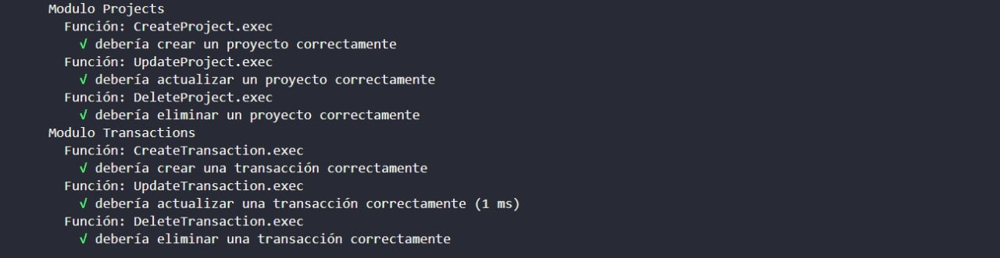 Modulo Projects
Función: CreateProject.exec
√ debería crear un proyecto correctamente
Función: UpdateProject.exec
√ debería actualizar un proyecto correctamente
Función: DeleteProject.exec
√ debería eliminar un proyecto correctamente
Modulo Transactions
Función: CreateTransaction.exec
√ debería crear una transacción correctamente
Función: UpdateTransaction.exec
√ debería actualizar una transacción correctamente (1 ms)
Función: DeleteTransaction.exec
√ debería eliminar una transacción correctamente